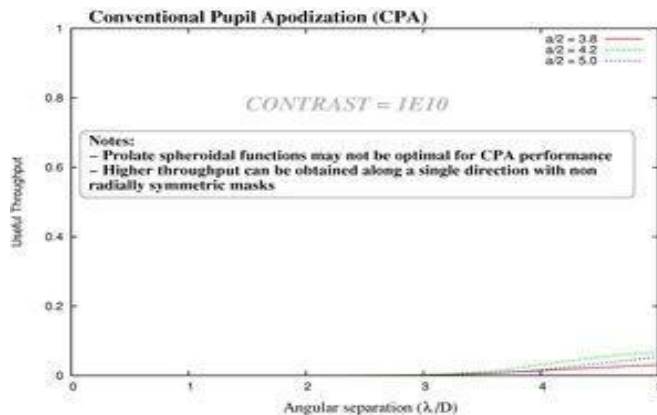 Conventional Pupil Apodization (CPA)
a/2 = 3.8
a/2 = 4.2
a/2 = 5.0
1
CONTRAST = 1E10
0.8
Notes:
– Prolate spheroidal functions may not be optimal for CPA performance
– Higher throughput can be obtained along a single direction with non
radially symmetric masks
0.6
Useful Throughput
0.4
0.2
0
0 1 2 3 4 5
Angular separation (λ/D)